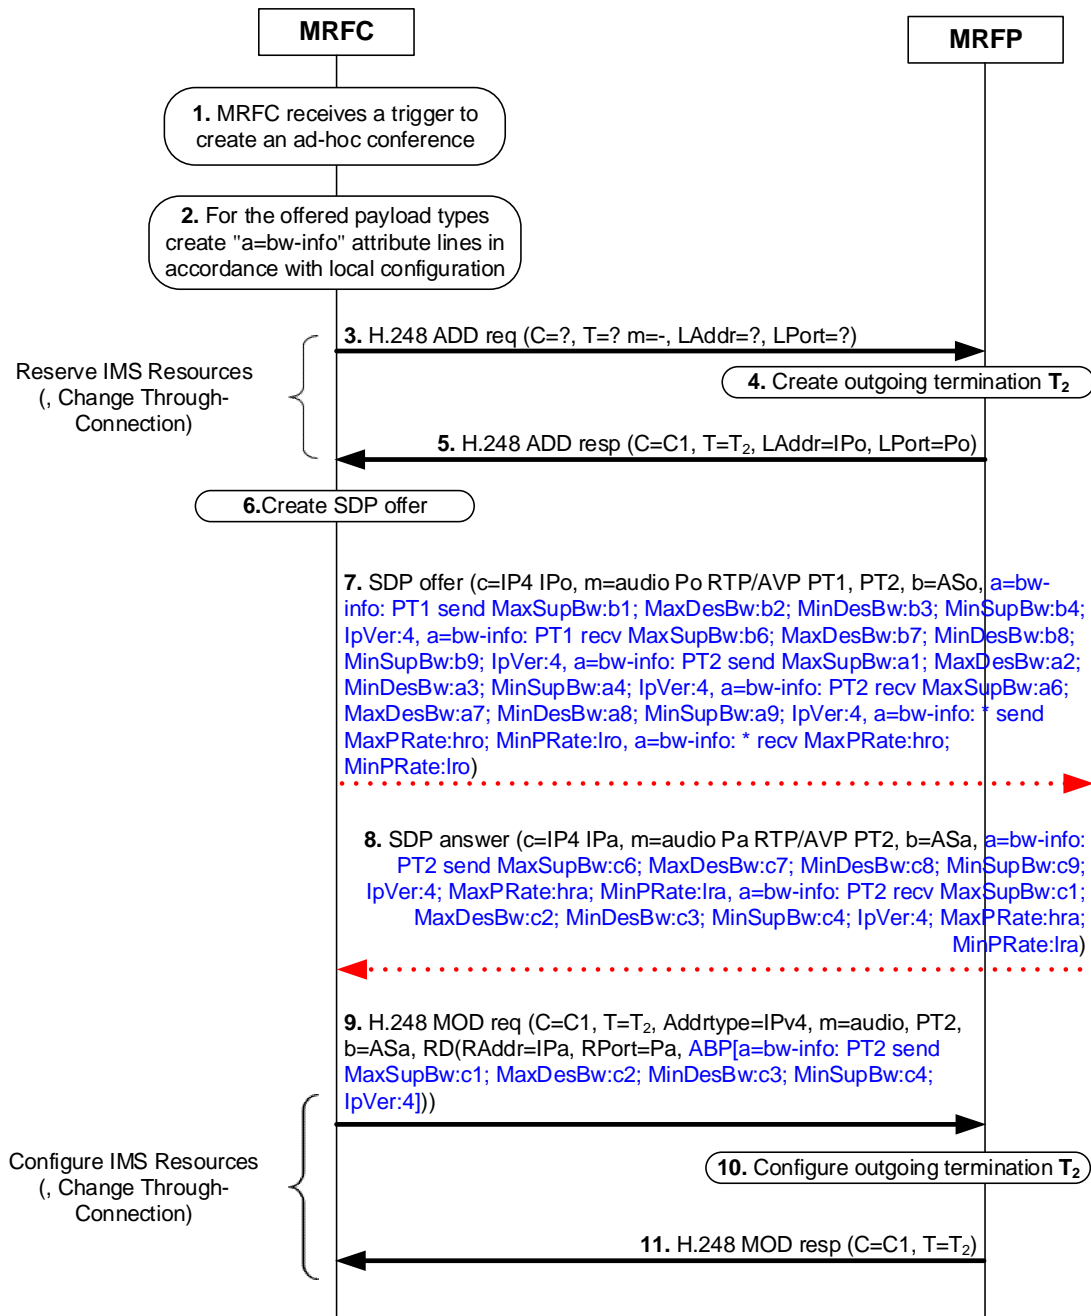 MRFC
MRFP
1. MRFC receives a trigger to
create an ad-hoc conference
2. For the offered payload types
create "a=bw-info" attribute lines in
accordance with local configuration
3. H.248 ADD req (C=?, T=? m=-, LAddr=?, LPort=?)
Reserve IMS Resources
(, Change Through-
Connection)
4. Create outgoing termination T2
5. H.248 ADD resp (C=C1, T=T2, LAddr=IPo, LPort=Po)
6.Create SDP offer
7. SDP offer (c=IP4 IPo, m=audio Po RTP/AVP PT1, PT2, b=ASo, a=bw-
info: PT1 send MaxSupBw:b1; MaxDesBw:b2; MinDesBw:b3; MinSupBw:b4;
IpVer:4, a=bw-info: PT1 recv MaxSupBw:b6; MaxDesBw:b7; MinDesBw:b8;
MinSupBw:b9; IpVer:4, a=bw-info: PT2 send MaxSupBw:a1; MaxDesBw:a2;
MinDesBw:a3; MinSupBw:a4; IpVer:4, a=bw-info: PT2 recv MaxSupBw:a6;
MaxDesBw:a7; MinDesBw:a8; MinSupBw:a9; IpVer:4, a=bw-info: * send
MaxPRate:hro; MinPRate:lro, a=bw-info: * recv MaxPRate:hro;
MinPRate:lro)
8. SDP answer (c=IP4 IPa, m=audio Pa RTP/AVP PT2, b=ASa, a=bw-info:
PT2 send MaxSupBw:c6; MaxDesBw:c7; MinDesBw:c8; MinSupBw:c9;
IpVer:4; MaxPRate:hra; MinPRate:lra, a=bw-info: PT2 recv MaxSupBw:c1;
MaxDesBw:c2; MinDesBw:c3; MinSupBw:c4; IpVer:4; MaxPRate:hra;
MinPRate:lra)
9. H.248 MOD req (C=C1, T=T2, Addrtype=IPv4, m=audio, PT2,
b=ASa, RD(RAddr=IPa, RPort=Pa, ABP[a=bw-info: PT2 send
MaxSupBw:c1; MaxDesBw:c2; MinDesBw:c3; MinSupBw:c4;
IpVer:4]))
Configure IMS Resources
(, Change Through-
Connection)
10. Configure outgoing termination T2
11. H.248 MOD resp (C=C1, T=T2)